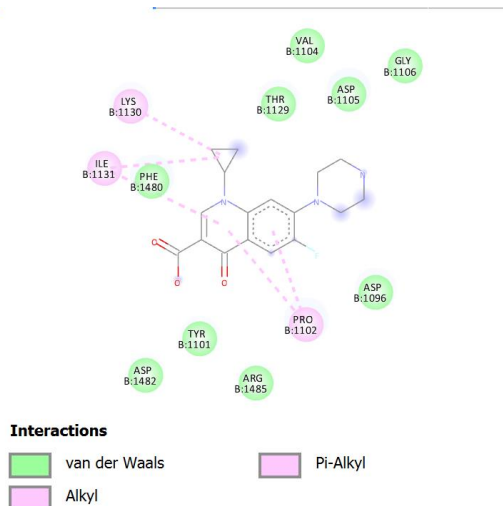 VAL
B:1104
GLY
B:1106
ASP
B:1105
THR
B:1129
LYS
B:1130
ILE
B:1131
PHE
B:1480
N
N
N
F
O
O
O
ASP
B:1096
PRO
B:1102
TYR
B:1101
ASP
B:1482
ARG
B:1485
Interactions
van der Waals
Pi-Alkyl
Alkyl